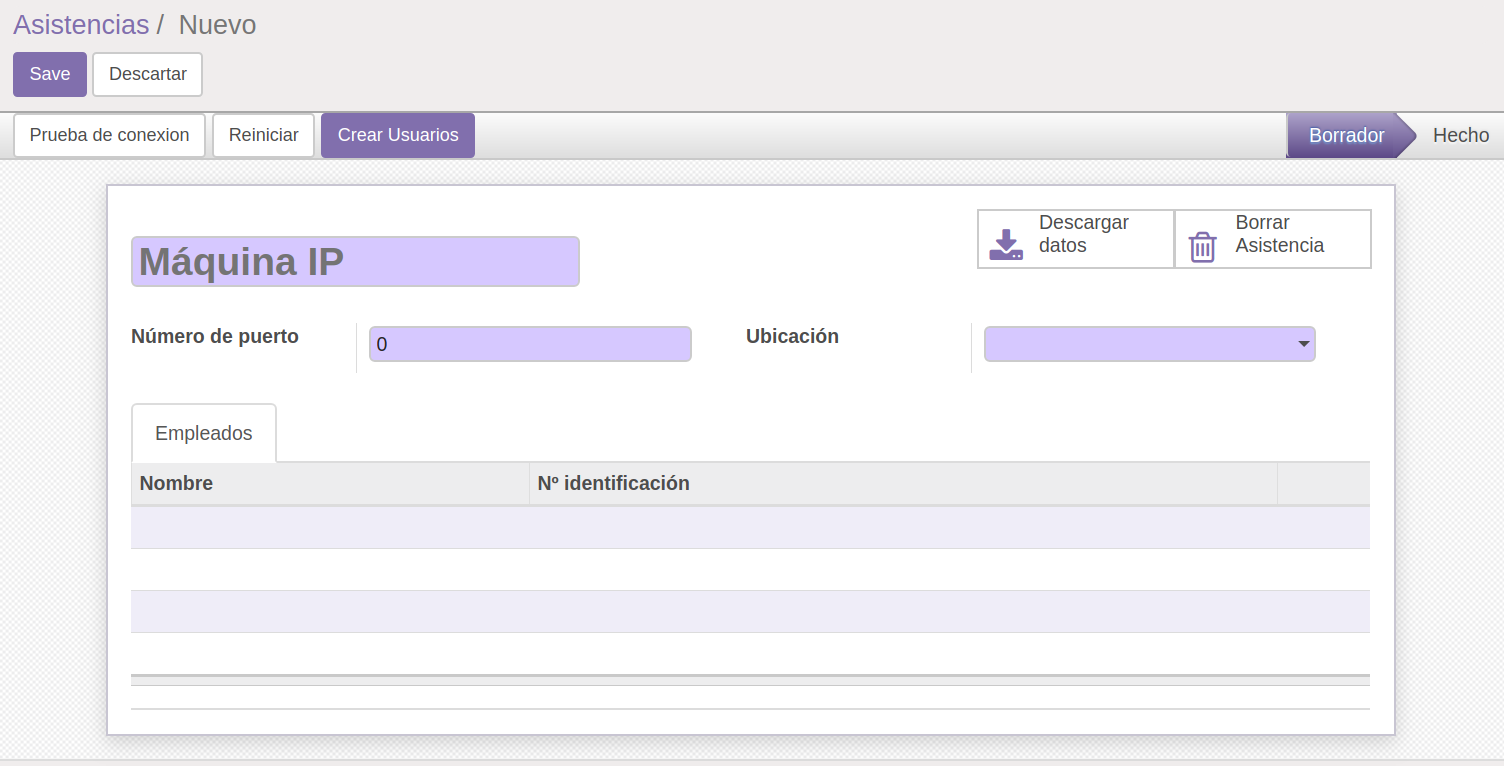 Asistencias / Nuevo
Save Descartar
Prueba de conexion Reiniciar Crear Usuarios Borrador Hecho
Descargar datos
Borrar Asistencia
Máquina IP
Número de puerto 0 Ubicación
Empleados
Nombre Nº identificación